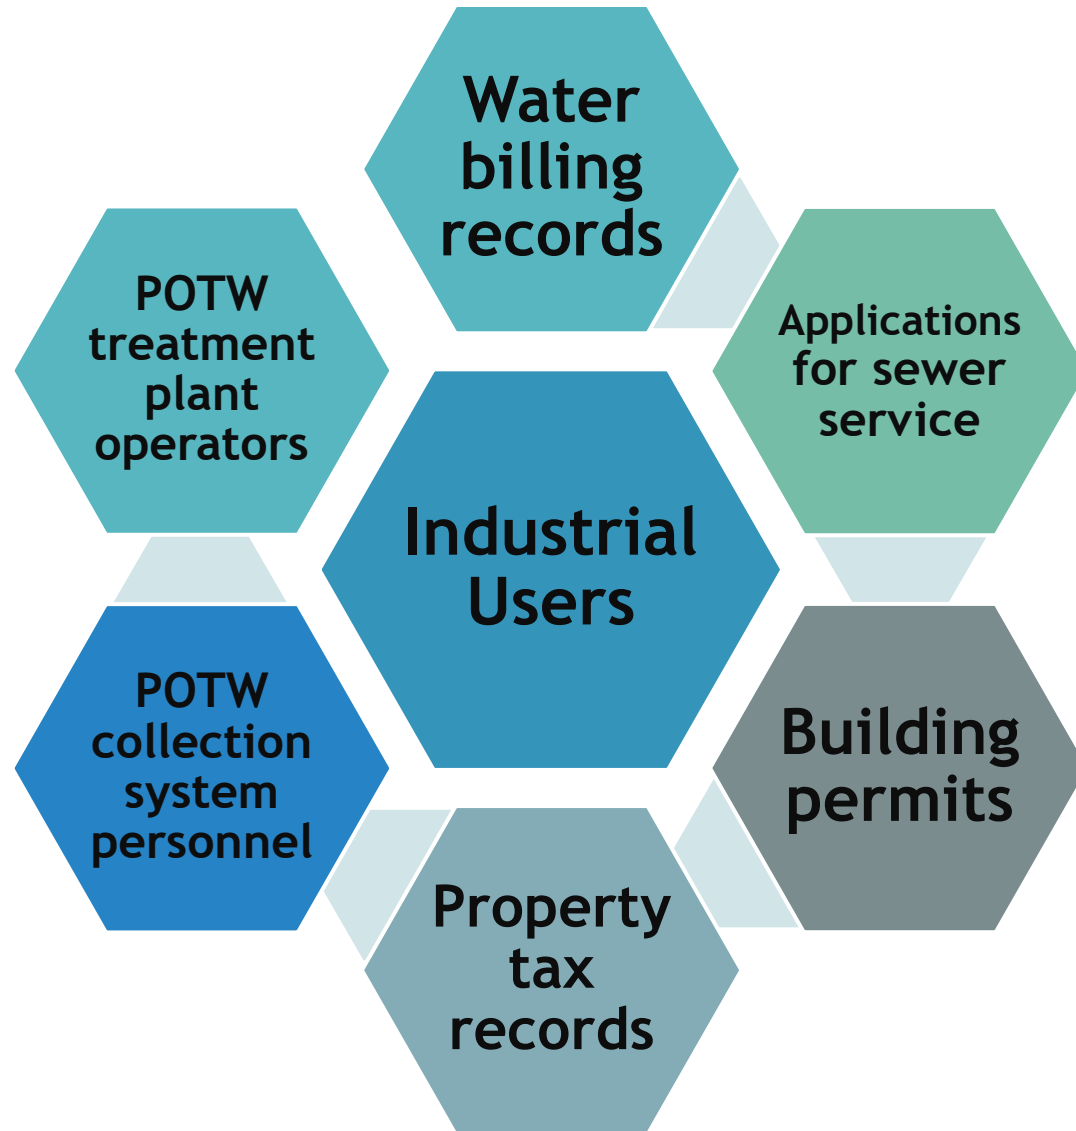 Water
billing
records
Applications
for sewer
service
Building
permits
Property
tax
records
POTW
collection
system
personnel
POTW
treatment
plant
operators
Industrial
Users